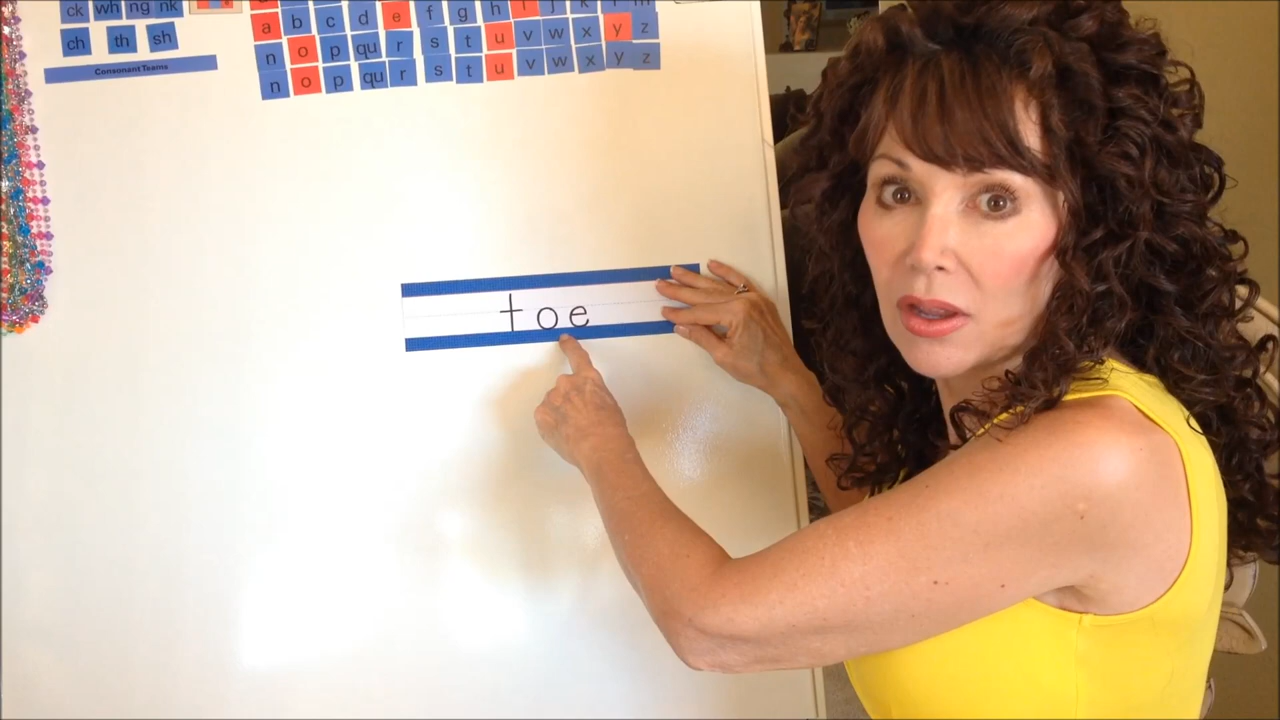 ck wh ng nk
ch th sh
Consonant Teams
a b c d e f g h i j k l m
n o p qu r s t u v w x y z
n o p qu r s t u v w x y z
toe